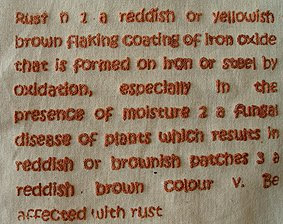 Rust n 1 a reddish or yellowish
brown flaking coating of iron oxide
that is formed on iron or steel by
oxidation, especially in the
presence of moisture 2 a fungal
disease of plants which results in
reddish or brownish patches 3 a
reddish brown colour v. Be
affected with rust